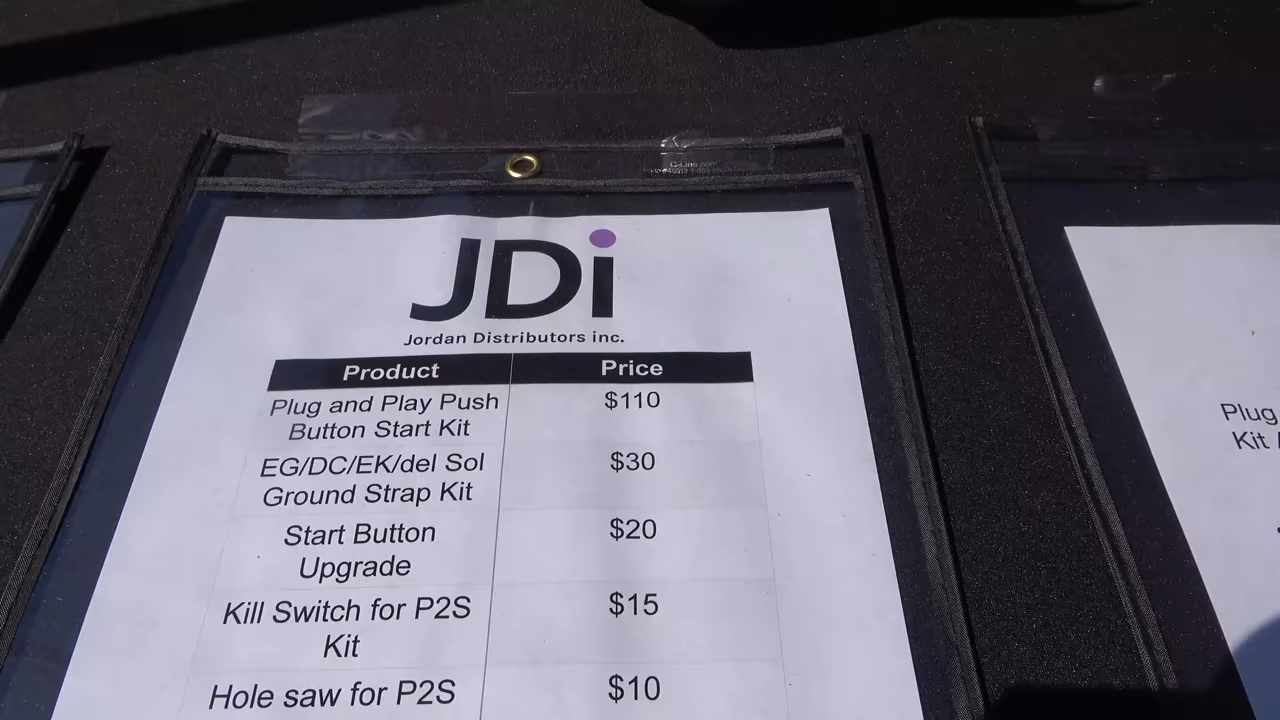 C-Line.com
JDi
Jordan Distributors inc.
Product Price
Plug and Play Push $110
Button Start Kit
EG/DC/EK/del Sol $30
Ground Strap Kit
Start Button $20
Upgrade
Kill Switch for P2S $15
Kit
Hole saw for P2S $10
Plug
Kit